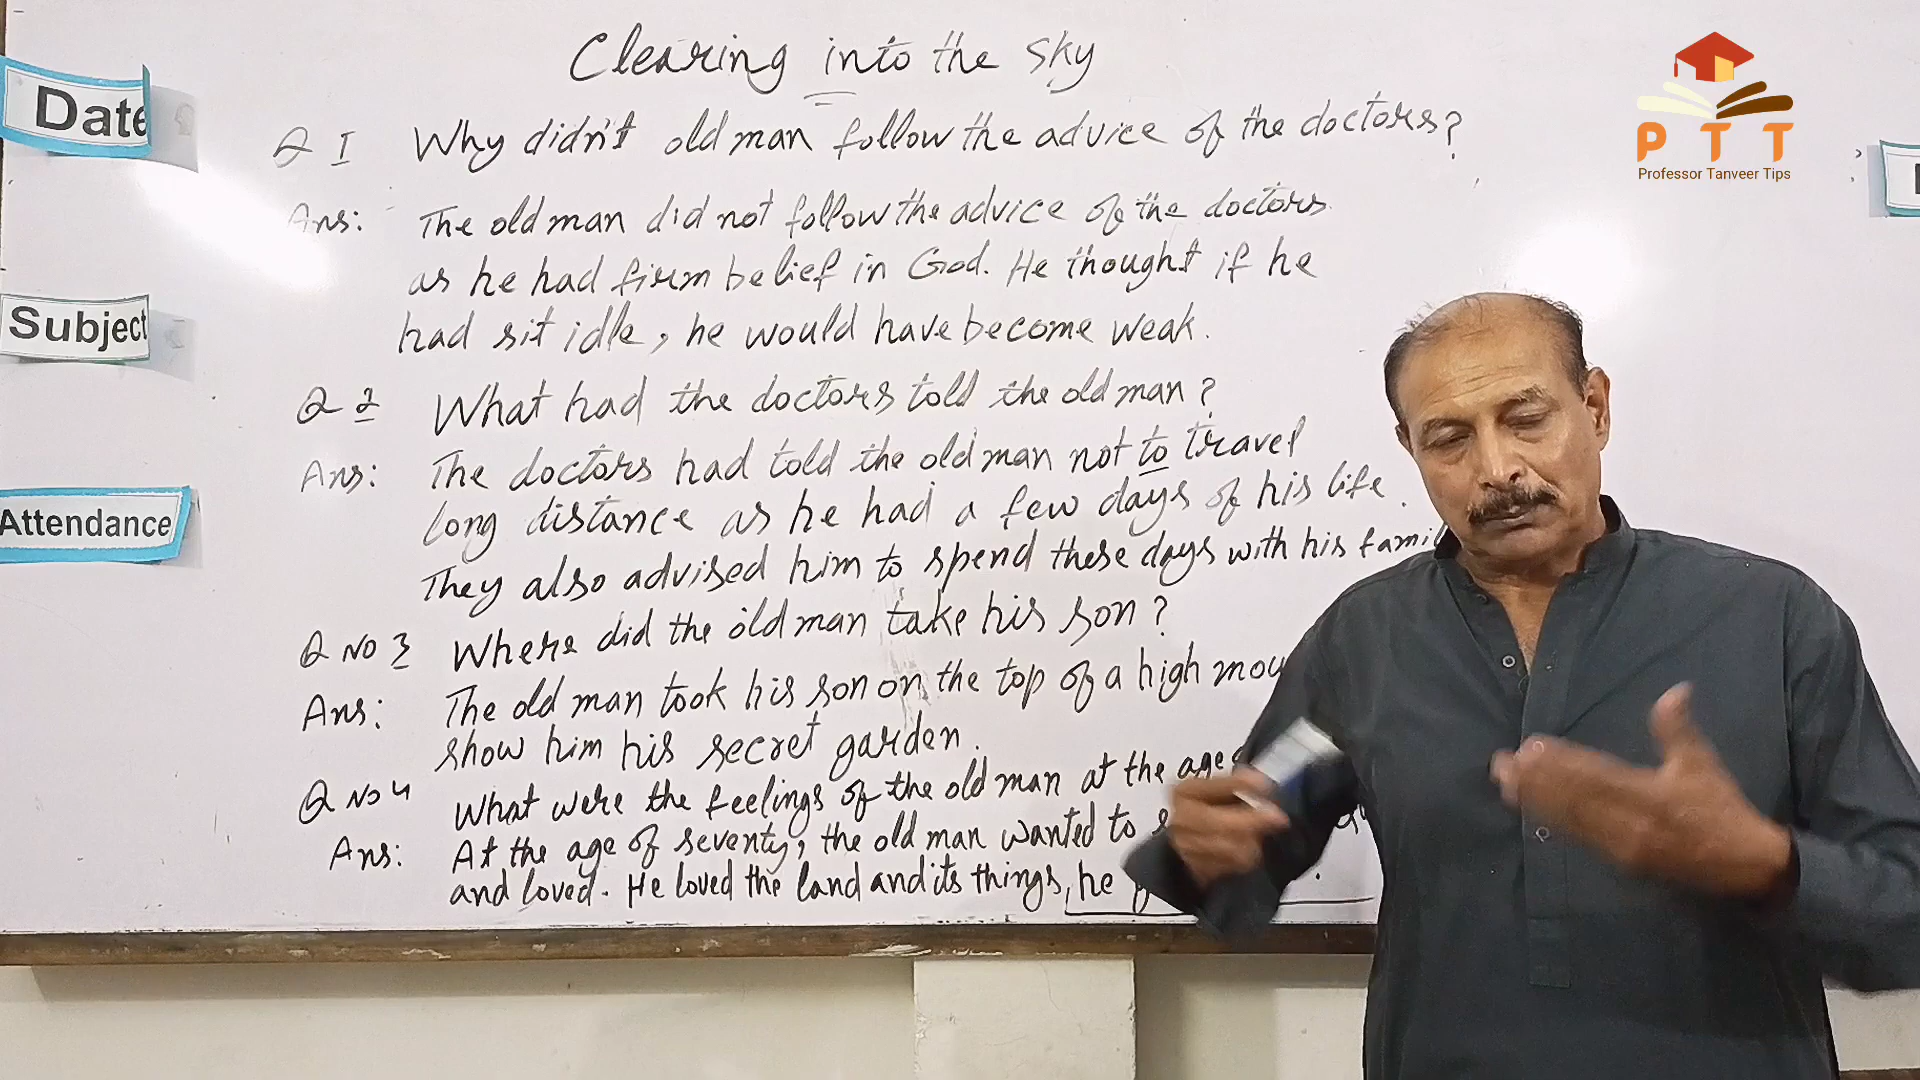 Clearing into the sky
Date
P T T
Professor Tanveer Tips
Q I Why didn't old man follow the advice of the doctors?
Ans: The old man did not follow the advice of the doctors
as he had firm belief in God. He thought if he
had sit idle, he would have become weak.
Subject
Q 2 What had the doctors told the old man?
Ans: The doctors had told the old man not to travel
long distance as he had a few days of his life.
They also advised him to spend these days with his famil
Attendance
Q NO 3 Where did the old man take his son?
Ans: The old man took his son on the top of a high mou
show him his secret garden.
Q NO 4 What were the feelings of the old man at the age
Ans: At the age of seventy, the old man wanted to
and loved. He loved the land and its things, he